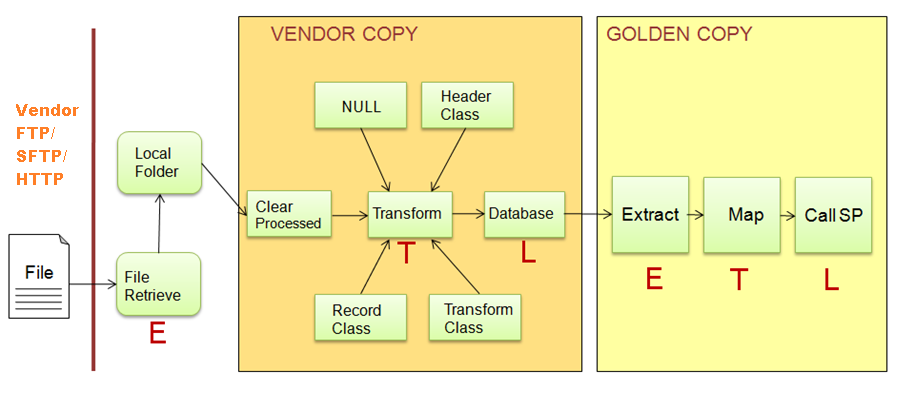 VENDOR COPY
GOLDEN COPY
Vendor
FTP/
SFTP/
HTTP
File
Local
Folder
File
Retrieve
E
NULL
Header
Class
Clear
Processed
Transform
T
Database
L
Record
Class
Transform
Class
Extract
E
Map
T
Call SP
L